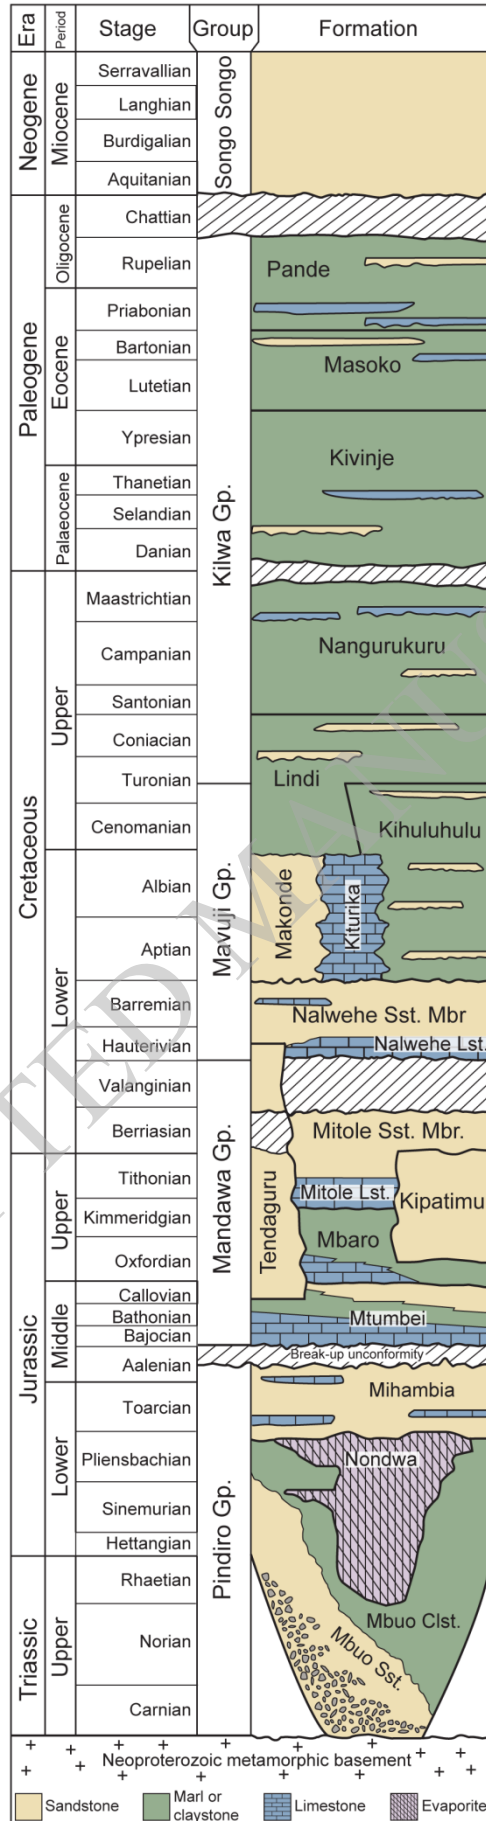 Era Period Stage Group Formation
Neogene
Miocene
Serravallian
Langhian
Burdigalian
Aquitanian
Songo Songo
Paleogene
Oligocene
Chattian
Rupelian
Pande
Eocene
Priabonian
Bartonian
Lutetian
Ypresian
Masoko
Kivinje
Palaeocene
Thanetian
Selandian
Danian
Kilwa Gp.
Cretaceous
Upper
Maastrichtian
Campanian
Santonian
Coniacian
Turonian
Cenomanian
Nangurukuru
Lindi
Kihuluhulu
Lower
Albian
Aptian
Barremian
Hauterivian
Valanginian
Berriasian
Mavuji Gp.
Makonde
Kiturika
Nalwehe Sst. Mbr
Nalwehe Lst.
Mitole Sst. Mbr.
Jurassic
Upper
Tithonian
Kimmeridgian
Oxfordian
Mandawa Gp.
Tendaguru
Mitole Lst.
Kipatimu
Mbaro
Middle
Callovian
Bathonian
Bajocian
Aalenian
Mtumbei
Break-up unconformity
Lower
Toarcian
Pliensbachian
Sinemurian
Hettangian
Mihambia
Nondwa
Pindiro Gp.
Triassic
Upper
Rhaetian
Norian
Carnian
Mbuo Clst.
Mbuo Sst.
Neoproterozoic metamorphic basement
Sandstone
Marl or
claystone
Limestone
Evaporite